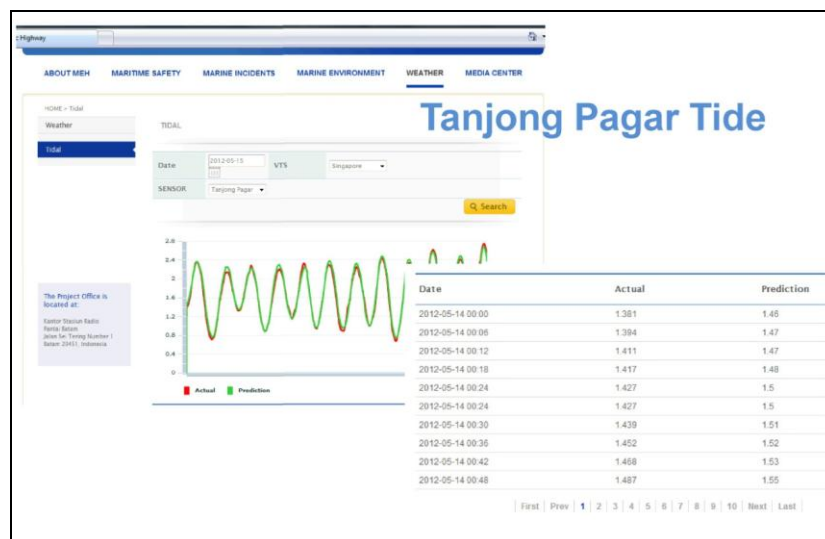 : Highway
ABOUT MEH MARITIME SAFETY MARINE INCIDENTS MARINE ENVIRONMENT WEATHER MEDIA CENTER
Tanjong Pagar Tide
HOME > Tidal
Weather
Tidal
TIDAL
Date 2012-05-15 VTS Singapore
SENSOR Tanjong Pagar
Search
2.6
2.4
2
1.6
1.2
0.8
0.4
0
Actual Prediction
The Project Office is
located at:
Kantor Stasiun Radio
Pantai Batam
Number 1
Batam 29431, Indonesia
Date Actual Prediction
2012-05-14 00:00 1.381 1.46
2012-05-14 00:06 1.394 1.47
2012-05-14 00:12 1.411 1.47
2012-05-14 00:18 1.417 1.48
2012-05-14 00:24 1.427 1.5
2012-05-14 00:24 1.427 1.5
2012-05-14 00:30 1.439 1.51
2012-05-14 00:36 1.452 1.52
2012-05-14 00:42 1.468 1.53
2012-05-14 00:48 1.487 1.55
First Prev 1 2 3 4 5 6 7 8 9 10 Next Last